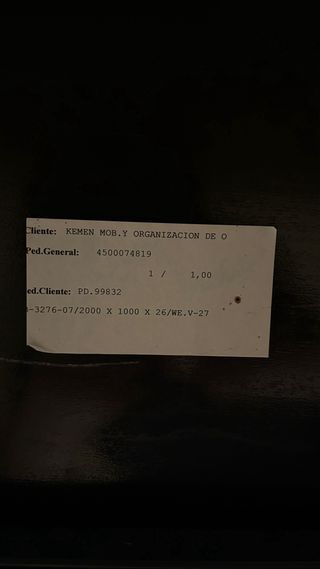 Cliente: KEMEN MOB.Y ORGANIZACION DE O
Ped.General: 4500074819
1 / 1,00
ed.Cliente: PD.99832
-3276-07/2000 X 1000 X 26/WE.V-27